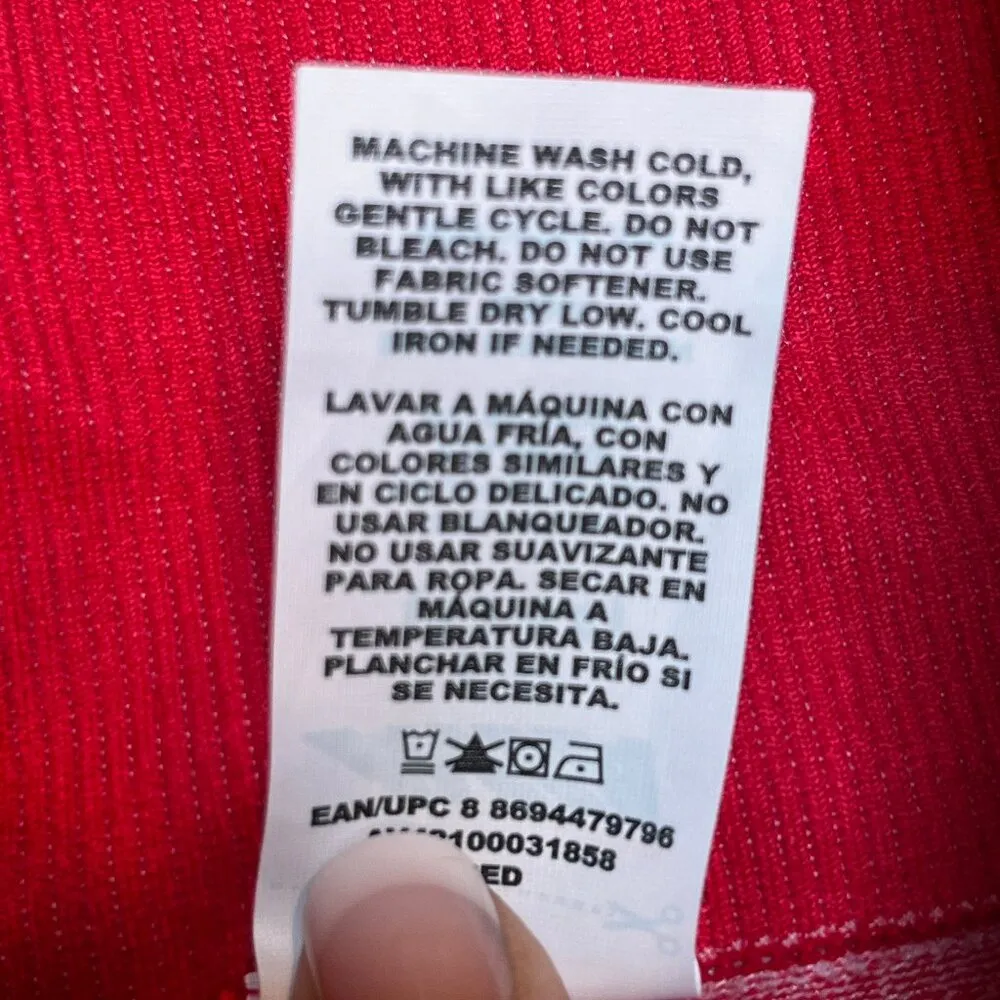 MACHINE WASH COLD,
WITH LIKE COLORS
GENTLE CYCLE. DO NOT
BLEACH. DO NOT USE
FABRIC SOFTENER.
TUMBLE DRY LOW. COOL
IRON IF NEEDED.
LAVAR A MÁQUINA CON
AGUA FRÍA, CON
COLORES SIMILARES Y
EN CICLO DELICADO. NO
USAR BLANQUEADOR.
NO USAR SUAVIZANTE
PARA ROPA. SECAR EN
MÁQUINA A
TEMPERATURA BAJA.
PLANCHAR EN FRÍO SI
SE NECESITA.
EAN/UPC 8 8694479796